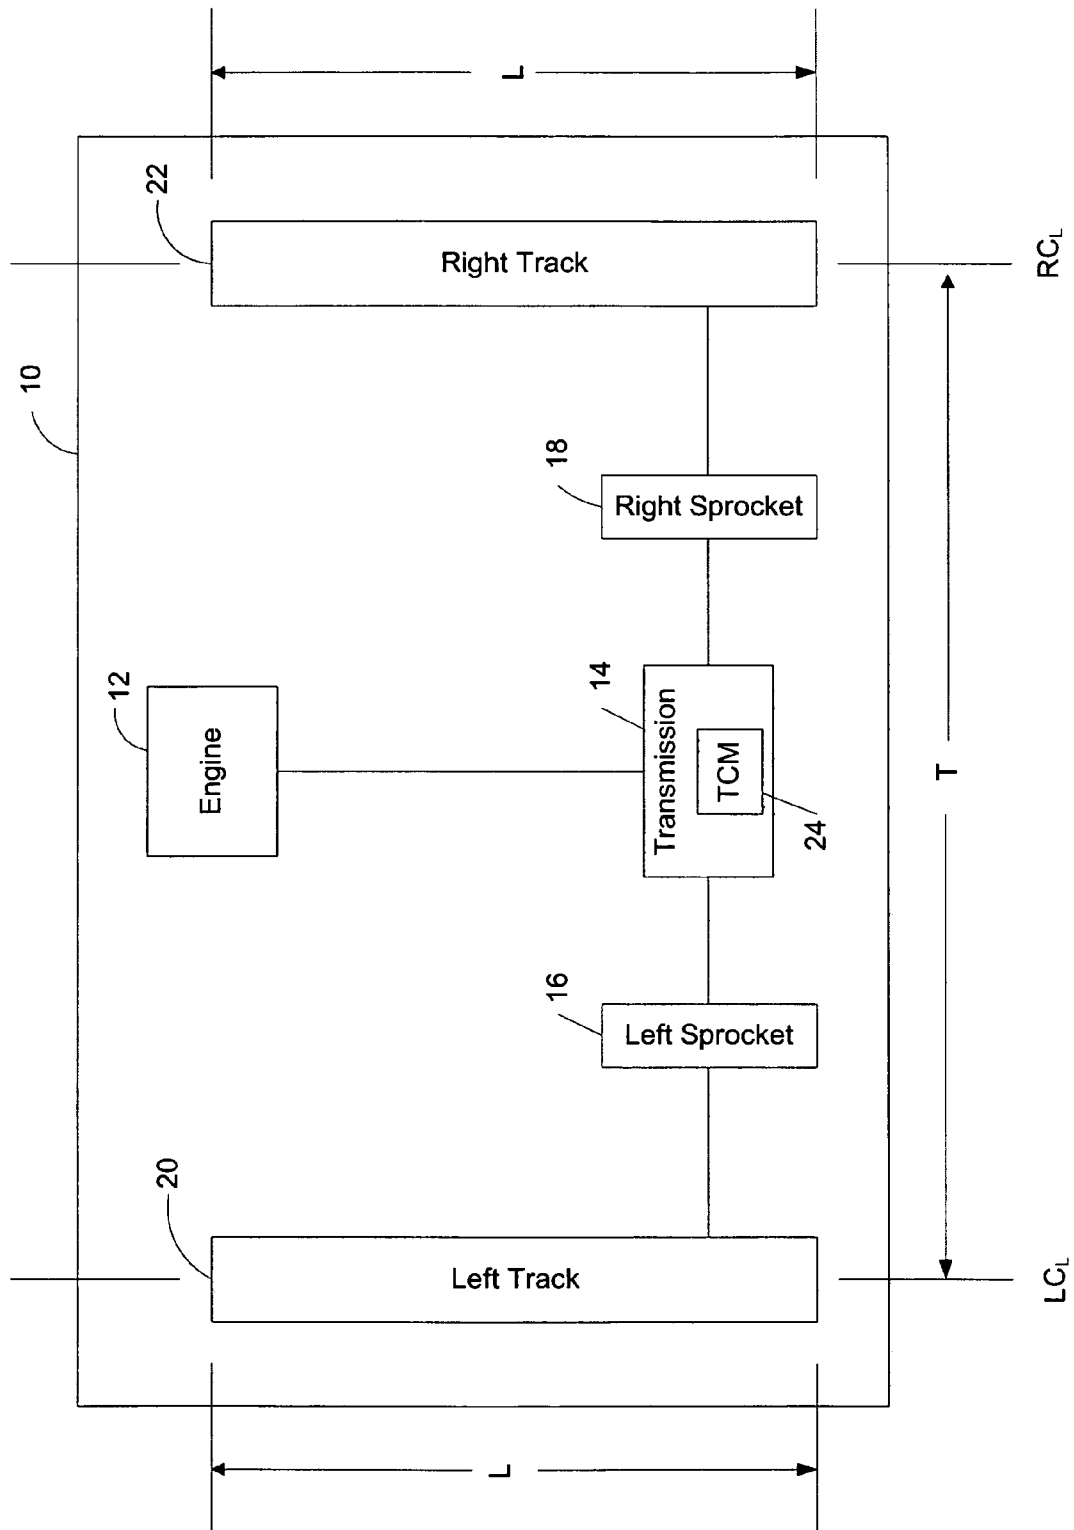 L
22
Right Track
RC_L
10
18
Right Sprocket
12
Engine
14
Transmission
TCM
24
T
16
Left Sprocket
20
Left Track
LC_L
L